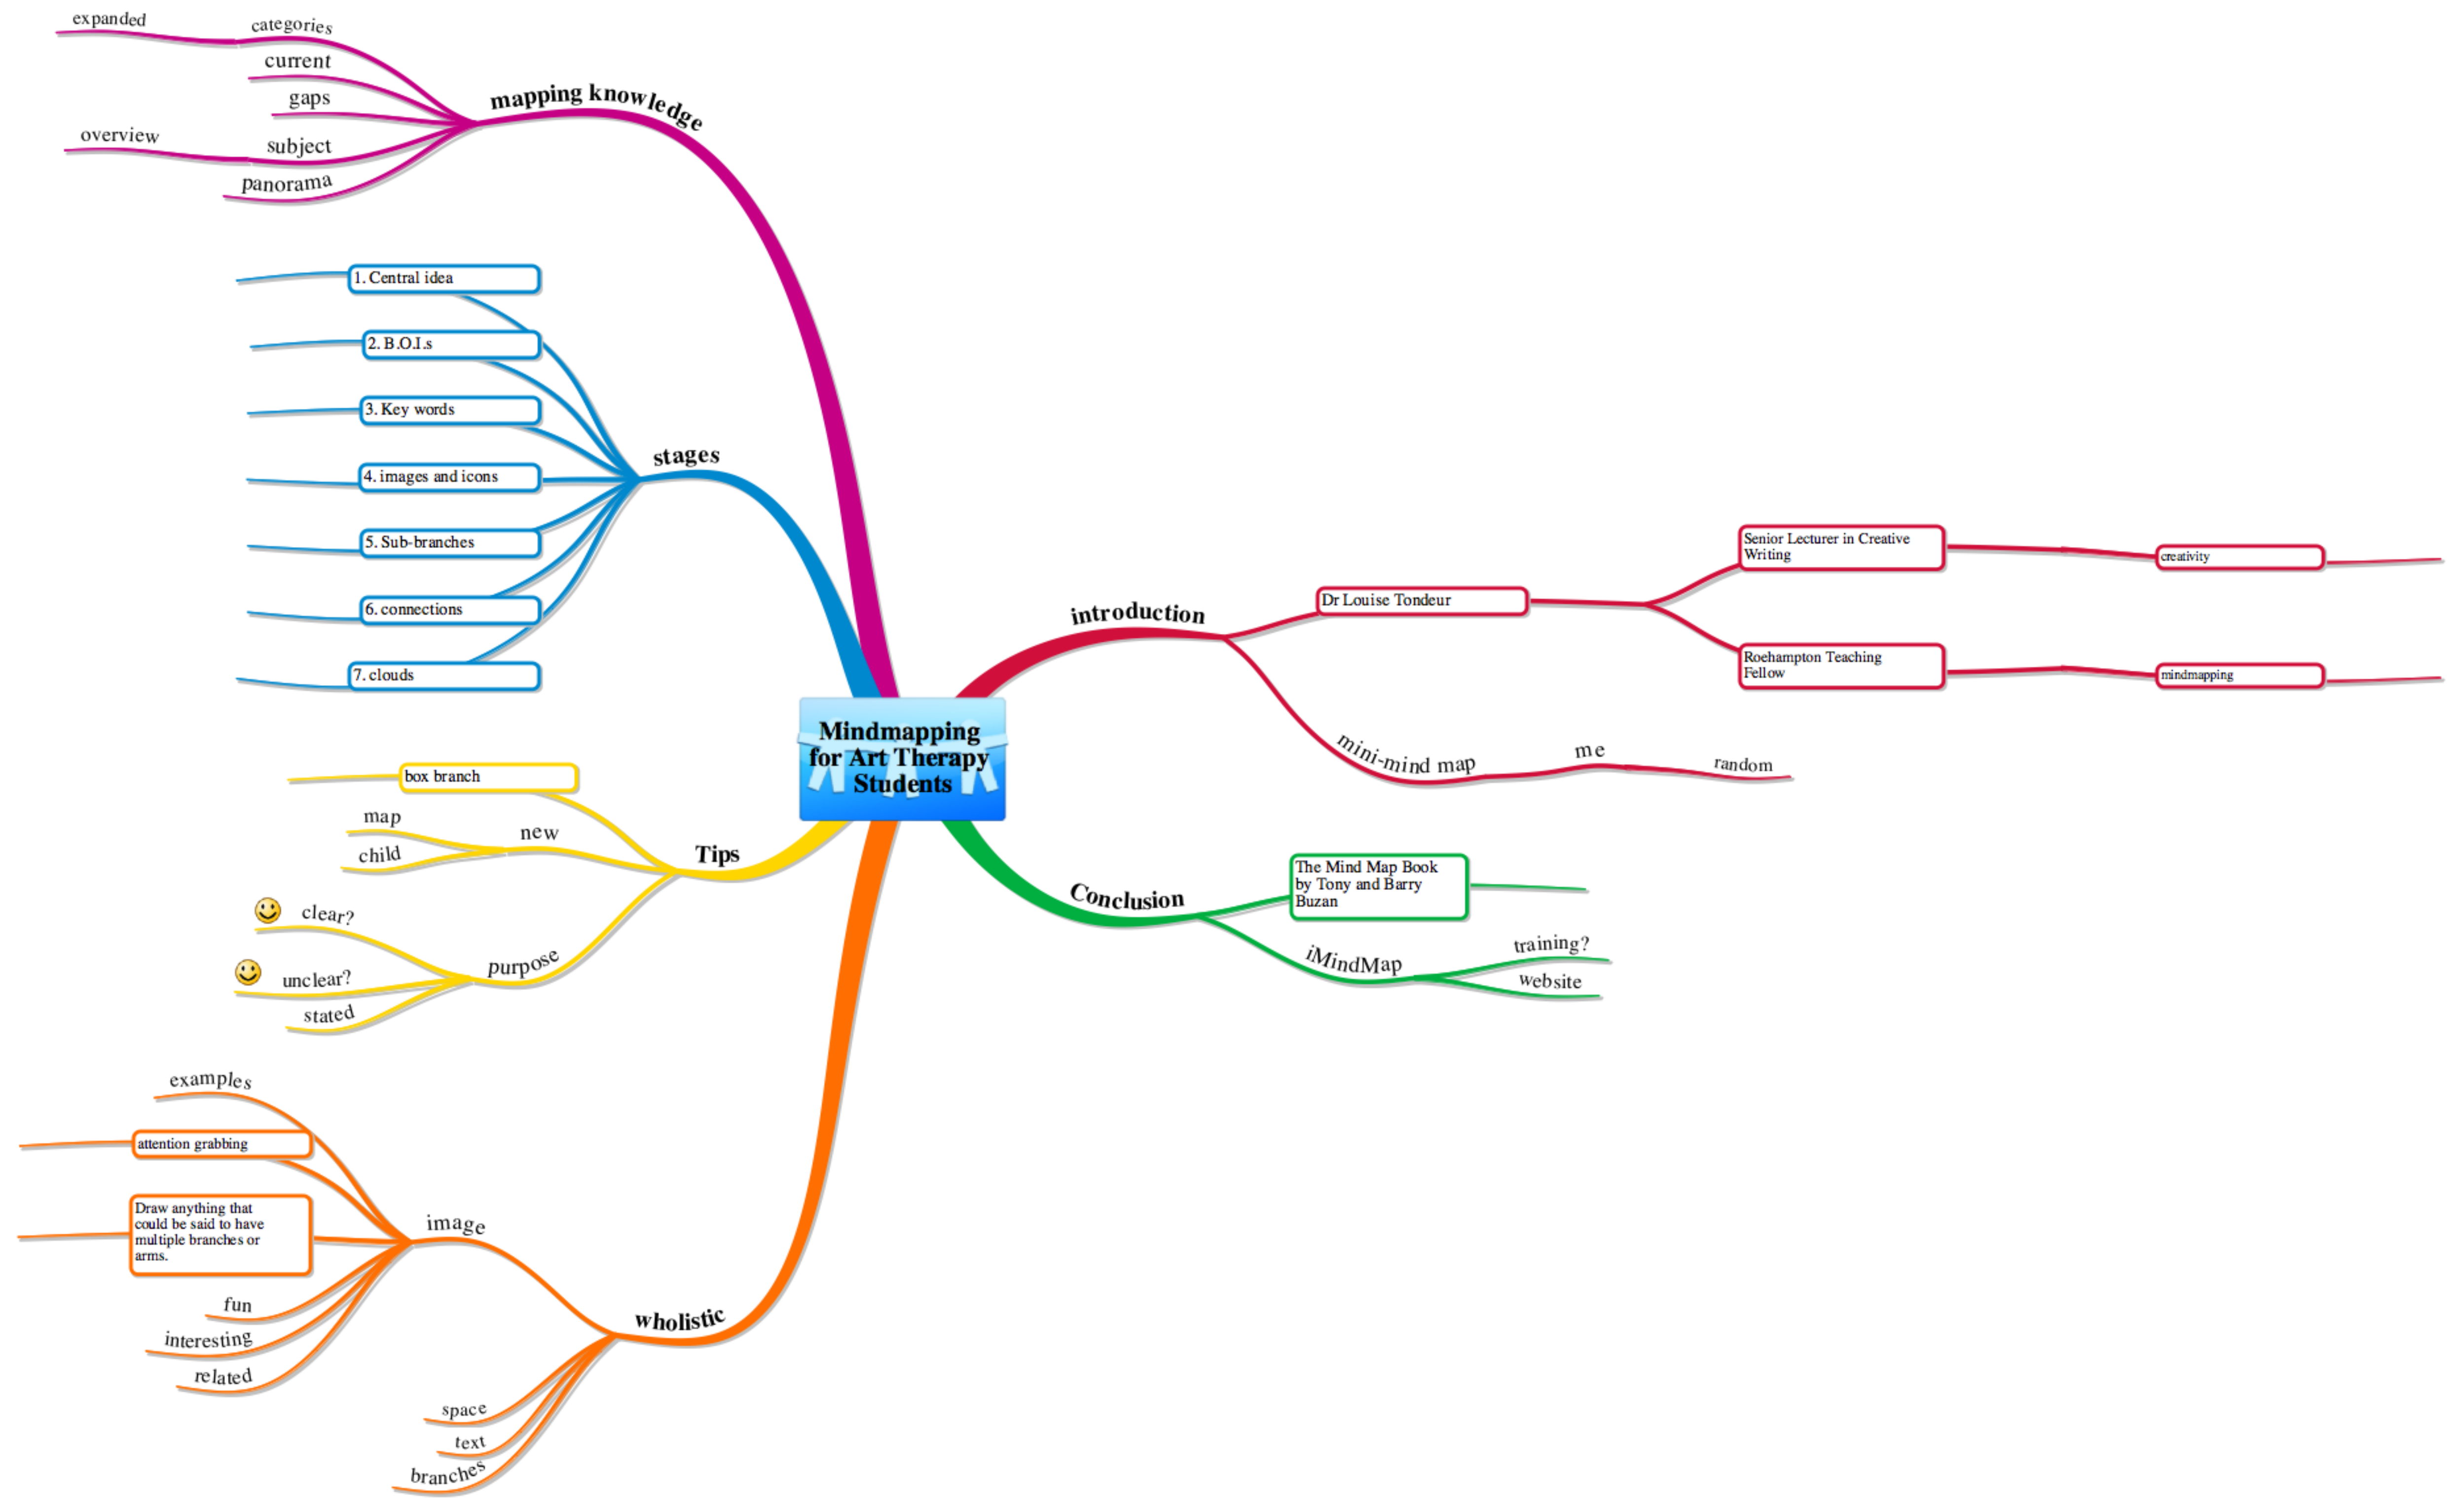 Mindmapping
for Art Therapy
Students
introduction
Dr Louise Tondeur
Senior Lecturer in Creative
Writing
creativity
Roehampton Teaching
Fellow
mindmapping
mini-mind map
me
random
Conclusion
The Mind Map Book
by Tony and Barry
Buzan
iMindMap
training?
website
wholistic
image
examples
attention grabbing
Draw anything that
could be said to have
multiple branches or
arms.
fun
interesting
related
space
text
branches
Tips
box branch
new
map
child
purpose
clear?
unclear?
stated
stages
1. Central idea
2. B.O.I.s
3. Key words
4. images and icons
5. Sub-branches
6. connections
7. clouds
mapping knowledge
categories
expanded
current
gaps
subject
overview
panorama